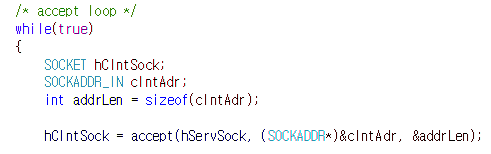 /* accept loop */
while(true)
{
SOCKET hClntSock;
SOCKADDR_IN clntAdr;
int addrLen = sizeof(clntAdr);
hClntSock = accept(hServSock, (SOCKADDR*)&clntAdr, &addrLen);